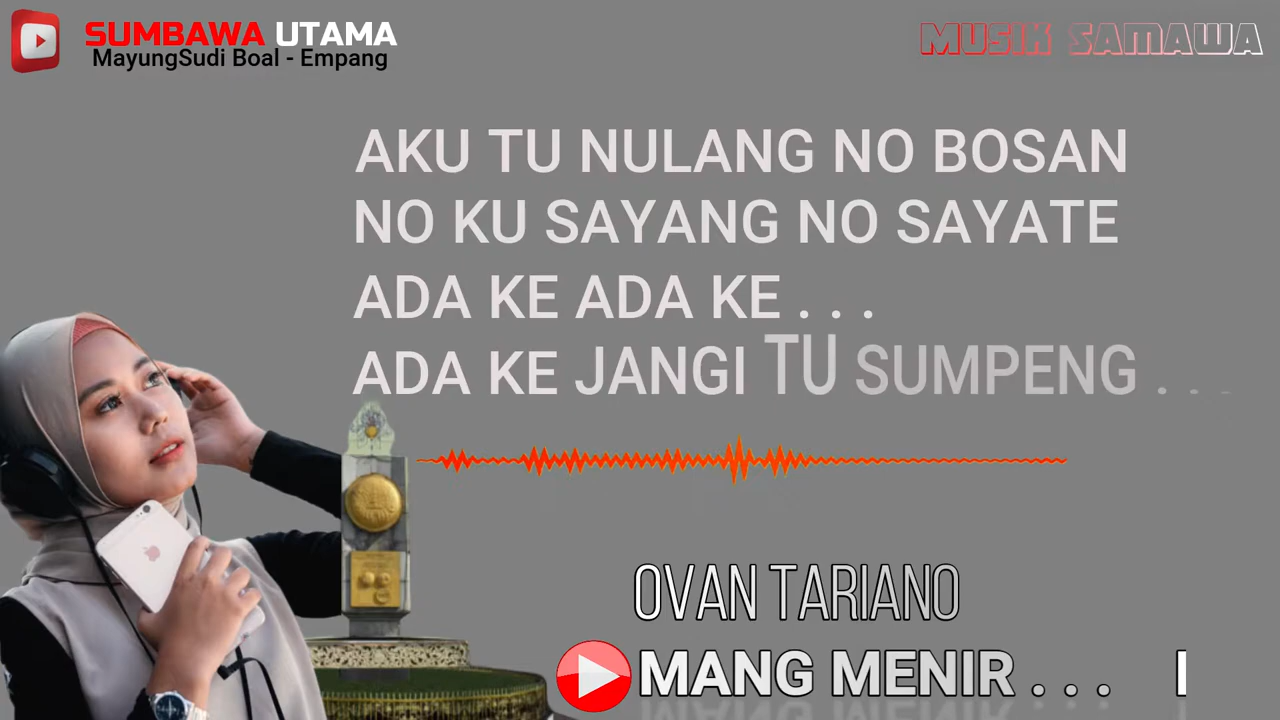 SUMBAWA UTAMA
MayungSudi Boal - Empang
MUSIK SAMAWA
AKU TU NULANG NO BOSAN
NO KU SAYANG NO SAYATE
ADA KE ADA KE . . .
ADA KE JANGI TU SUMPENG . . .
OVAN TARIANO
MANG MENIR . . .